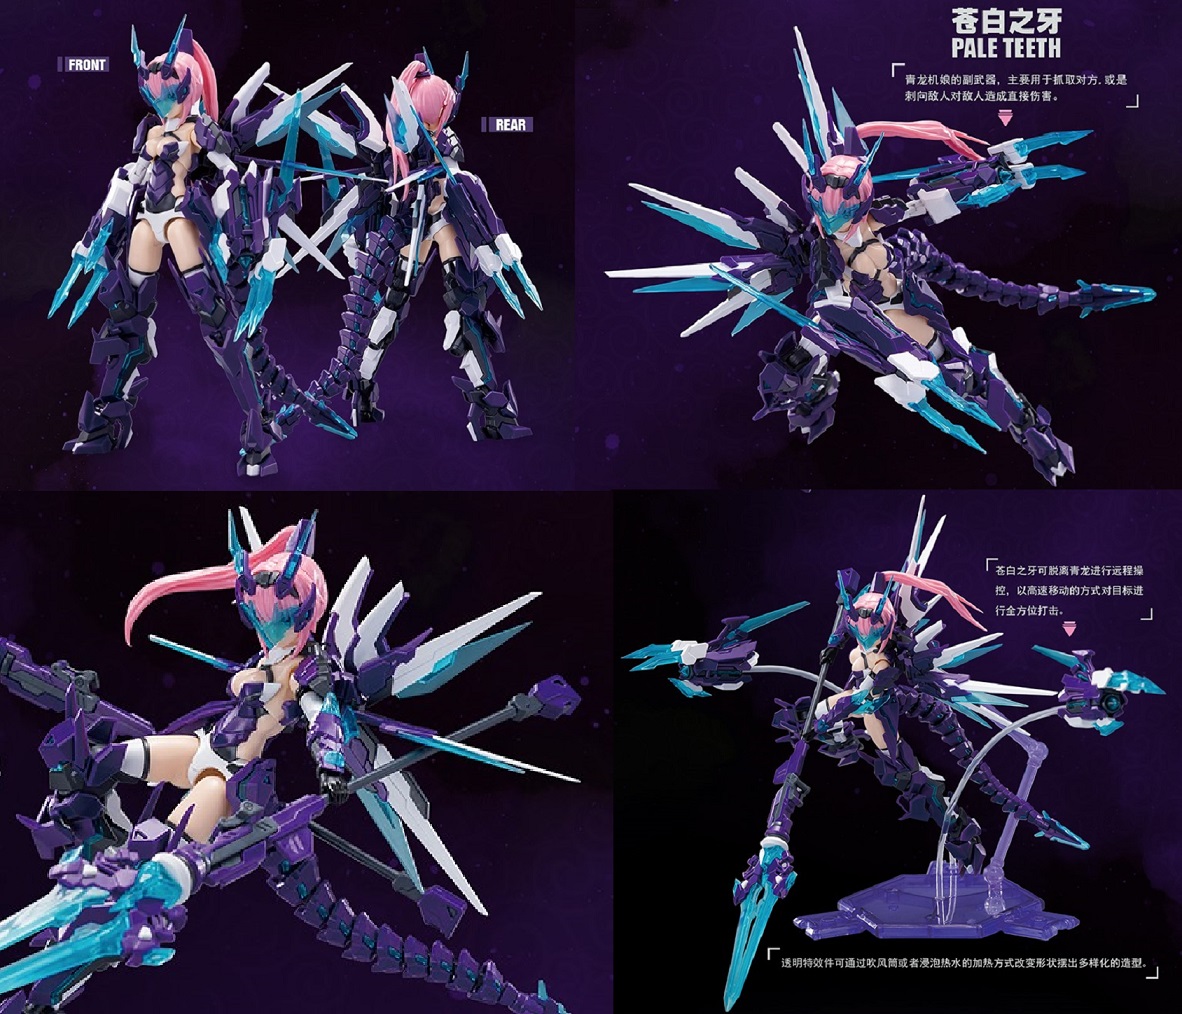 FRONT
REAR
苍白之牙
PALE TEETH
青龙机娘的副武器，主要用于抓取对方,或是
刺向敌人对敌人造成直接伤害。
苍白之牙可脱离青龙进行远程操
控，以高速移动的方式对目标进
行全方位打击。
透明特效件可通过吹风筒或者浸泡热水的加热方式改变形状摆出多样化的造型。